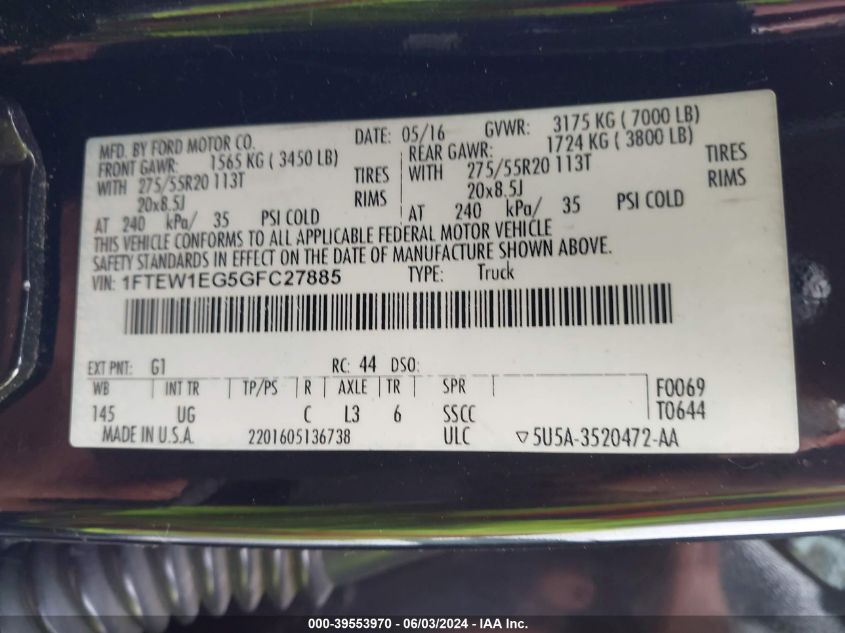 MFD. BY FORD MOTOR CO. DATE: 05/16 GVWR: 3175 KG ( 7000 LB)
FRONT GAWR: 1565 KG ( 3450 LB) REAR GAWR: 1724 KG ( 3800 LB)
WITH 275/55R20 113T TIRES WITH 275/55R20 113T TIRES
20x8.5J RIMS 20x8.5J RIMS
AT 240 kPa/ 35 PSI COLD AT 240 kPa/ 35 PSI COLD
THIS VEHICLE CONFORMS TO ALL APPLICABLE FEDERAL MOTOR VEHICLE
SAFETY STANDARDS IN EFFECT ON THE DATE OF MANUFACTURE SHOWN ABOVE.
VIN: 1FTEW1EG5GFC27885 TYPE: Truck
EXT PNT: G1 RC: 44 DSO:
WB INT TR TP/PS R AXLE TR SPR F0069
145 UG C L3 6 SSCC T0644
MADE IN U.S.A. 2201605136738 ULC ▽5U5A-3520472-AA
000-39553970 - 06/03/2024 - IAA Inc.